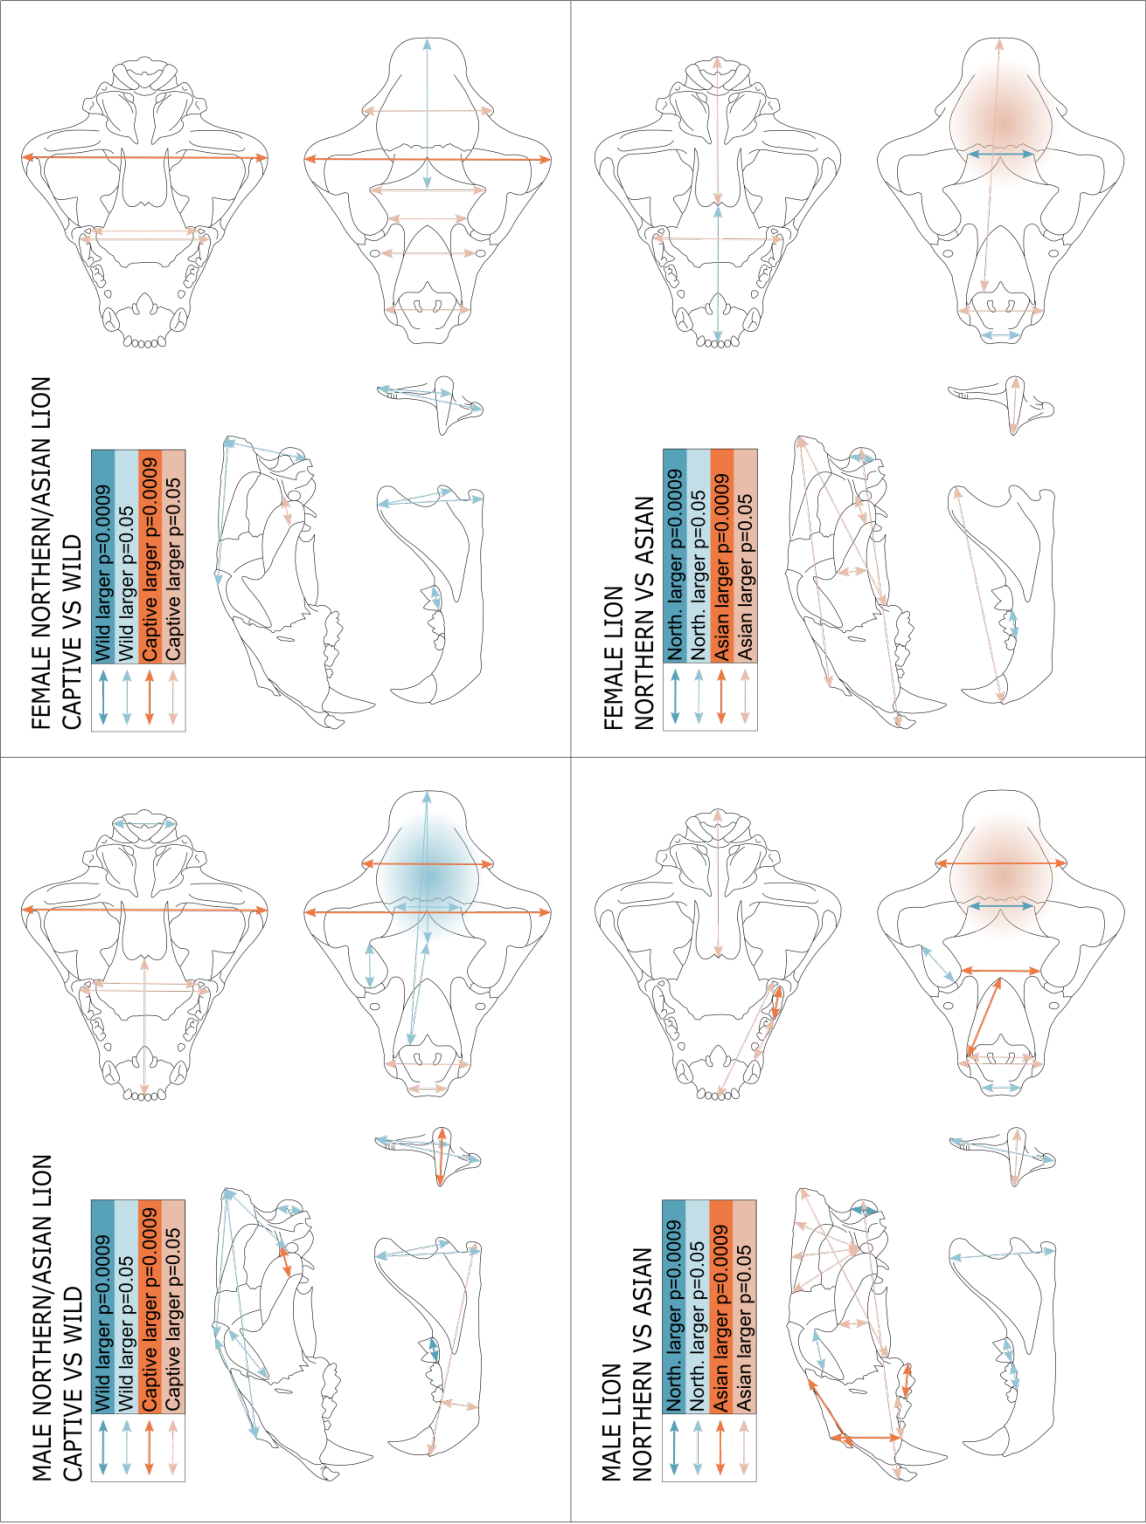 FEMALE NORTHERN/ASIAN LION
CAPTIVE VS WILD
Wild larger p=0.0009
Wild larger p=0.05
Captive larger p=0.0009
Captive larger p=0.05
FEMALE LION
NORTHERN VS ASIAN
North. larger p=0.0009
North. larger p=0.05
Asian larger p=0.0009
Asian larger p=0.05
MALE NORTHERN/ASIAN LION
CAPTIVE VS WILD
Wild larger p=0.0009
Wild larger p=0.05
Captive larger p=0.0009
Captive larger p=0.05
MALE LION
NORTHERN VS ASIAN
North. larger p=0.0009
North. larger p=0.05
Asian larger p=0.0009
Asian larger p=0.05